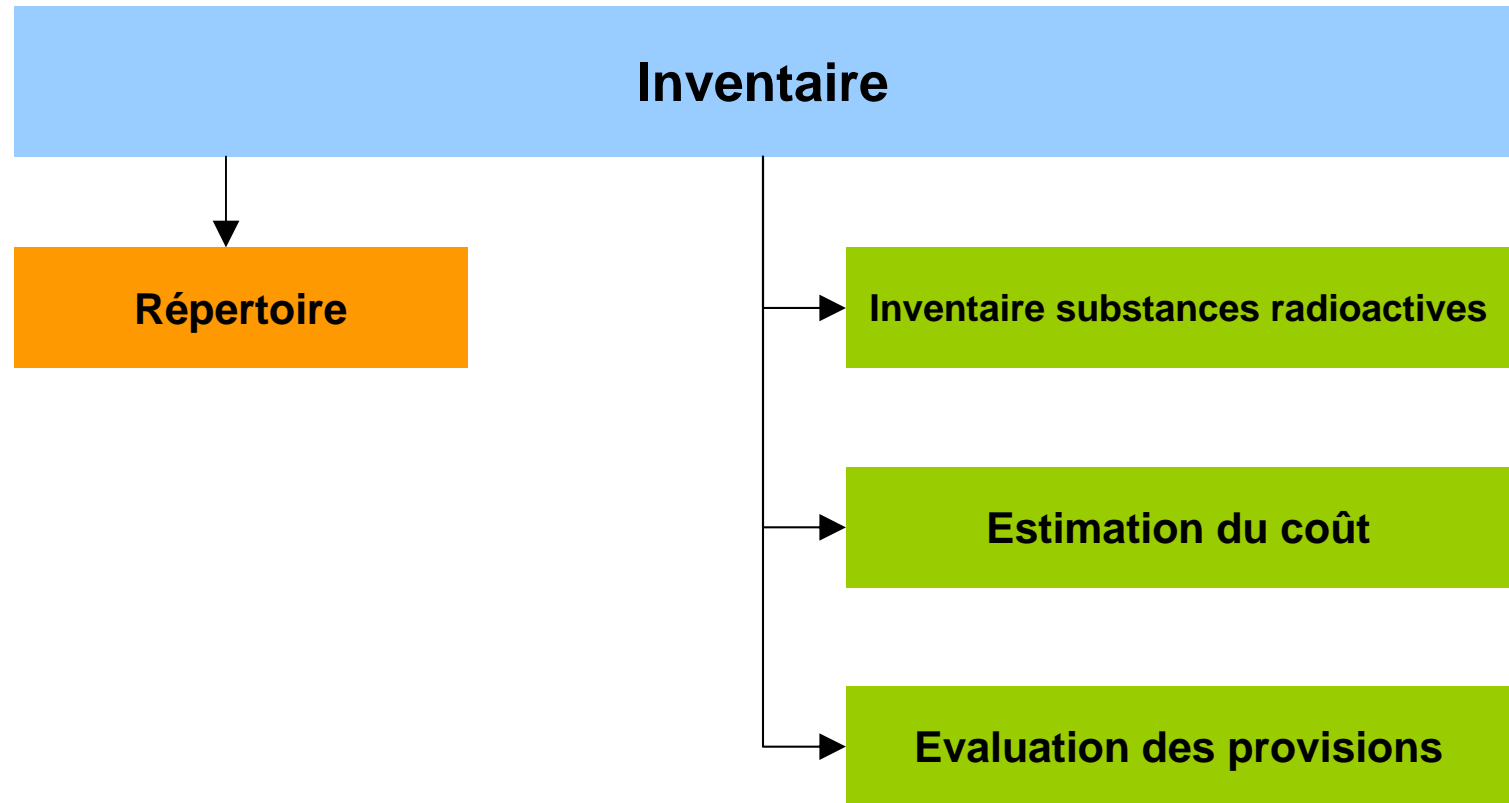 Inventaire
Répertoire
Inventaire substances radioactives
Estimation du coût
Evaluation des provisions